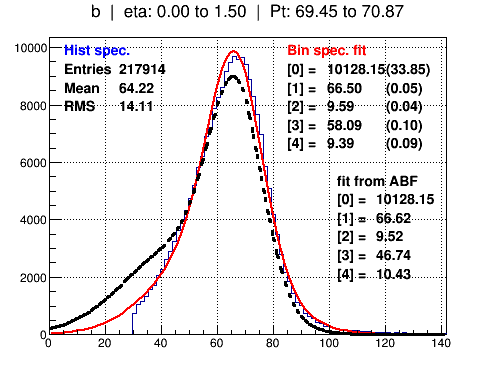 b | eta: 0.00 to 1.50 | Pt: 69.45 to 70.87
Hist spec.
Entries 217914
Mean 64.22
RMS 14.11
Bin spec. fit
[0] = 10128.15(33.85)
[1] = 66.50 (0.05)
[2] = 9.59 (0.04)
[3] = 58.09 (0.10)
[4] = 9.39 (0.09)
fit from ABF
[0] = 10128.15
[1] = 66.62
[2] = 9.52
[3] = 46.74
[4] = 10.43
10000
8000
6000
4000
2000
0
0 20 40 60 80 100 120 140